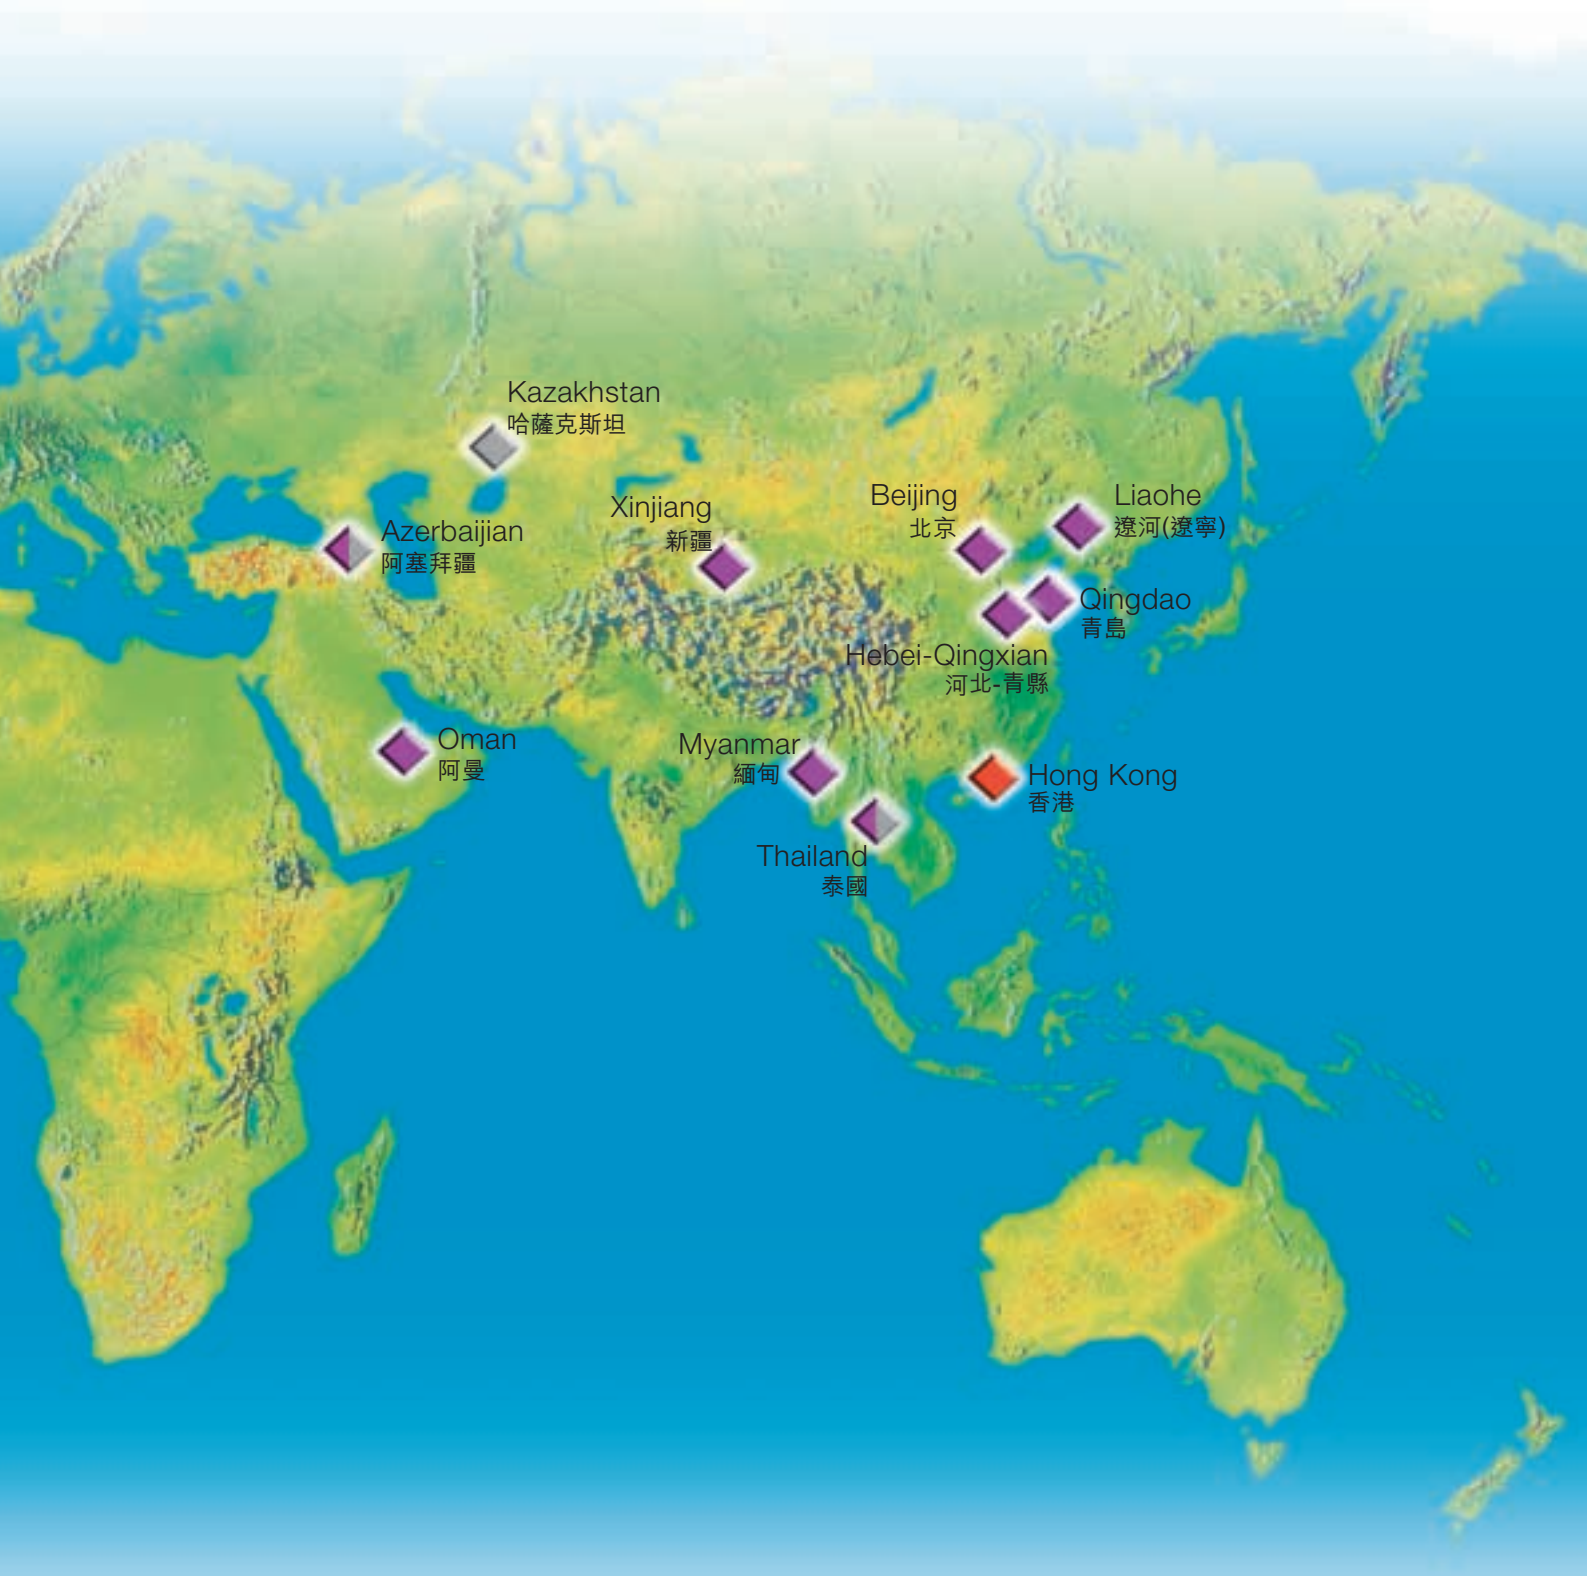 Kazakhstan
哈薩克斯坦
Azerbaijian
阿塞拜疆
Xinjiang
新疆
Beijing
北京
Liaohe
遼河(遼寧)
Qingdao
青島
Hebei-Qingxian
河北-青縣
Oman
阿曼
Myanmar
緬甸
Hong Kong
香港
Thailand
泰國